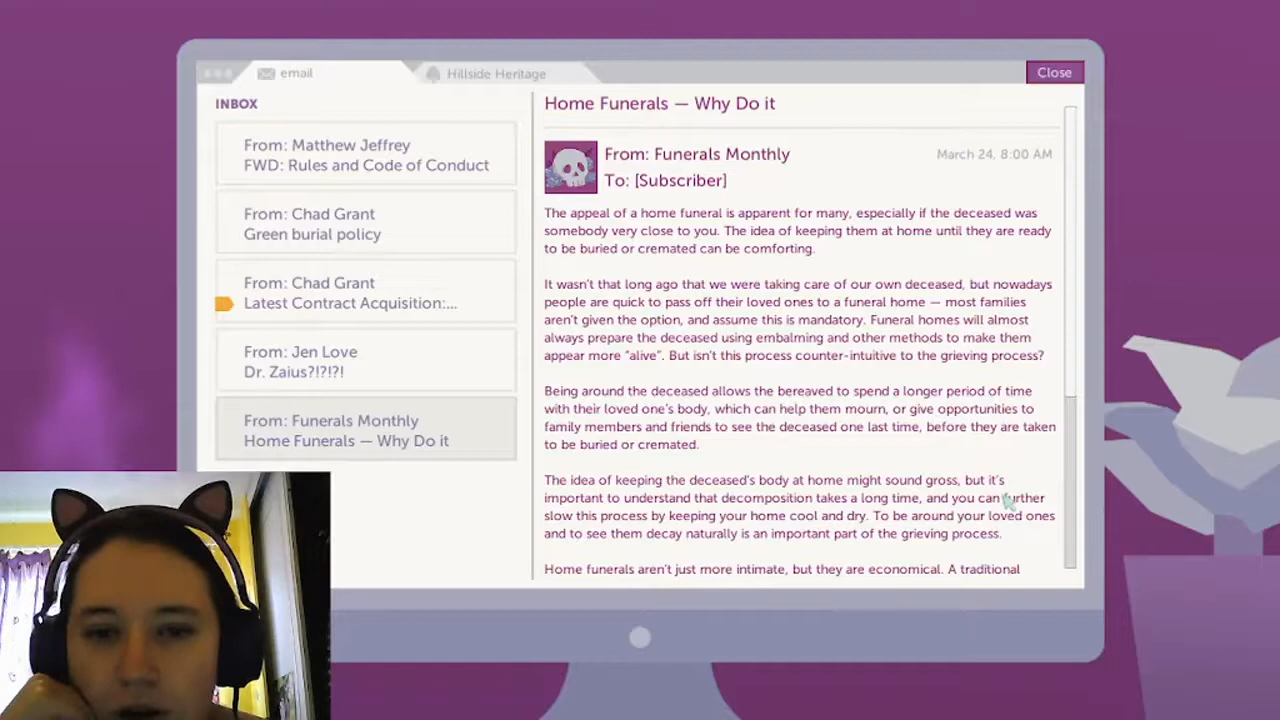 email
Hillside Heritage
Close
INBOX
From: Matthew Jeffrey
FWD: Rules and Code of Conduct
From: Chad Grant
Green burial policy
From: Chad Grant
Latest Contract Acquisition:...
From: Jen Love
Dr. Zaius?!?!?!
From: Funerals Monthly
Home Funerals — Why Do it
Home Funerals — Why Do it
From: Funerals Monthly
March 24, 8:00 AM
To: [Subscriber]
The appeal of a home funeral is apparent for many, especially if the deceased was
somebody very close to you. The idea of keeping them at home until they are ready
to be buried or cremated can be comforting.
It wasn't that long ago that we were taking care of our own deceased, but nowadays
people are quick to pass off their loved ones to a funeral home — most families
aren't given the option, and assume this is mandatory. Funeral homes will almost
always prepare the deceased using embalming and other methods to make them
appear more "alive". But isn't this process counter-intuitive to the grieving process?
Being around the deceased allows the bereaved to spend a longer period of time
with their loved one's body, which can help them mourn, or give opportunities to
family members and friends to see the deceased one last time, before they are taken
to be buried or cremated.
The idea of keeping the deceased's body at home might sound gross, but it's
important to understand that decomposition takes a long time, and you can further
slow this process by keeping your home cool and dry. To be around your loved ones
and to see them decay naturally is an important part of the grieving process.
Home funerals aren't just more intimate, but they are economical. A traditional